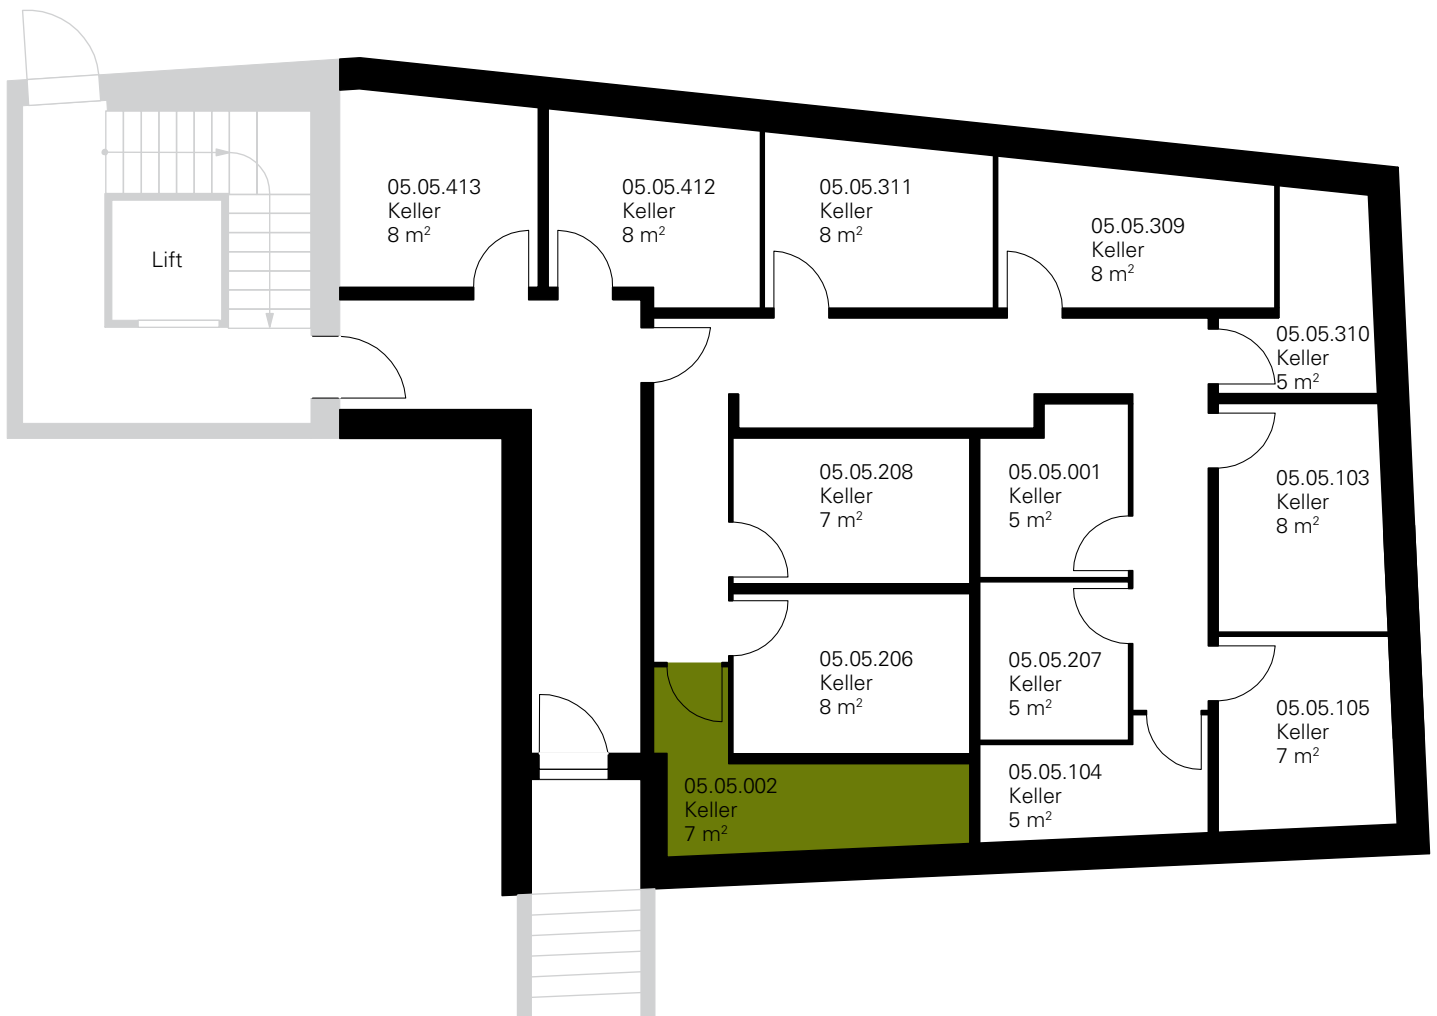 05.05.413
Keller
8 m²
05.05.412
Keller
8 m²
05.05.311
Keller
8 m²
05.05.309
Keller
8 m²
Lift
05.05.310
Keller
5 m²
05.05.208
Keller
7 m²
05.05.001
Keller
5 m²
05.05.103
Keller
8 m²
05.05.206
Keller
8 m²
05.05.207
Keller
5 m²
05.05.105
Keller
7 m²
05.05.002
Keller
7 m²
05.05.104
Keller
5 m²